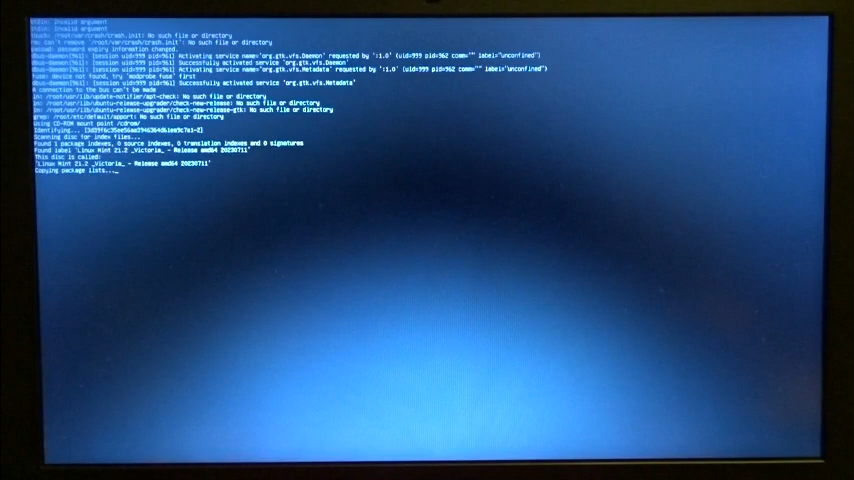 stdin: Invalid argument
stdin: Invalid argument
touch: /root/var/crash/crash.init: No such file or directory
rm: can't remove '/root/var/crash/crash.init': No such file or directory
passwd: password expiry information changed.
dbus-daemon[961]: [session uid=999 pid=961] Activating service name='org.gtk.vfs.Daemon' requested by ':1.0' (uid=999 pid=962 comm="" label="unconfined")
dbus-daemon[961]: [session uid=999 pid=961] Successfully activated service 'org.gtk.vfs.Daemon'
dbus-daemon[961]: [session uid=999 pid=961] Activating service name='org.gtk.vfs.Metadata' requested by ':1.0' (uid=999 pid=962 comm="" label="unconfined")
fuse: device not found, try 'modprobe fuse' first
dbus-daemon[961]: [session uid=999 pid=961] Successfully activated service 'org.gtk.vfs.Metadata'
A connection to the bus can't be made
ln: /root/usr/lib/update-notifier/apt-check: No such file or directory
ln: /root/usr/lib/ubuntu-release-upgrader/check-new-release: No such file or directory
ln: /root/usr/lib/ubuntu-release-upgrader/check-new-release-gtk: No such file or directory
grep: /root/etc/default/apport: No such file or directory
Using CD-ROM mount point /cdrom/
Identifying...
Scanning disc for index files...
Found 1 package indexes, 0 source indexes, 0 translation indexes and 0 signatures
Found label 'Linux Mint 21.2 _Victoria_ - Release amd64 20230711'
This disc is called:
'Linux Mint 21.2 _Victoria_ - Release amd64 20230711'
Copying package lists..._